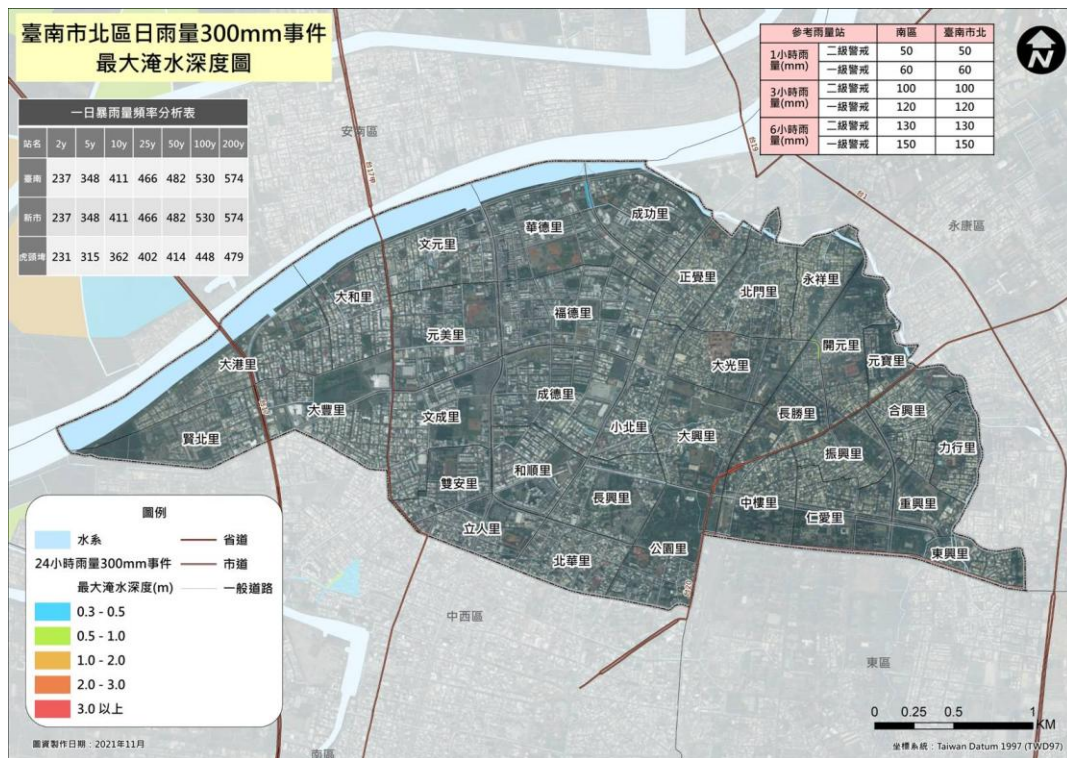 臺南市北區日雨量300mm事件
最大淹水深度圖
一日暴雨量頻率分析表
站名 2y 5y 10y 25y 50y 100y 200y
臺南 237 348 411 466 482 530 574
新市 237 348 411 466 482 530 574
虎頭埤 231 315 362 402 414 448 479
參考雨量站 南區 臺南市北
1小時雨量(mm) 二級警戒 50 50
一級警戒 60 60
3小時雨量(mm) 二級警戒 100 100
一級警戒 120 120
6小時雨量(mm) 二級警戒 130 130
一級警戒 150 150
N
安南區
台17甲
台19
台1
永康區
成功里
華德里
文元里
正覺里
北門里
永祥里
大和里
福德里
元美里
開元里
元寶里
大港里
大光里
成德里
大豐里
文成里
合興里
長勝里
小北里
大興里
賢北里
力行里
振興里
和順里
雙安里
長興里
中樓里
重興里
仁愛里
立人里
公園里
東興里
北華里
中西區
東區
南區
圖例
水系 省道
24小時雨量300mm事件 市道
最大淹水深度(m) 一般道路
0.3 - 0.5
0.5 - 1.0
1.0 - 2.0
2.0 - 3.0
3.0 以上
圖資製作日期：2021年11月
0 0.25 0.5 1
KM
坐標系統：Taiwan Datum 1997 (TWD97)